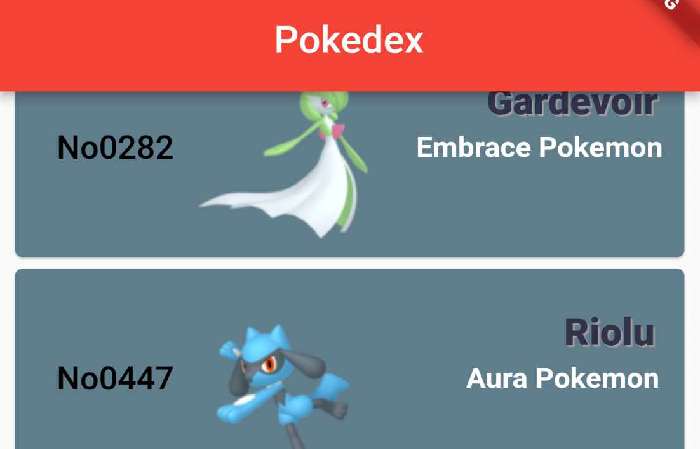 Pokedex
Gardevoir
No0282
Embrace Pokemon
Riolu
No0447
Aura Pokemon